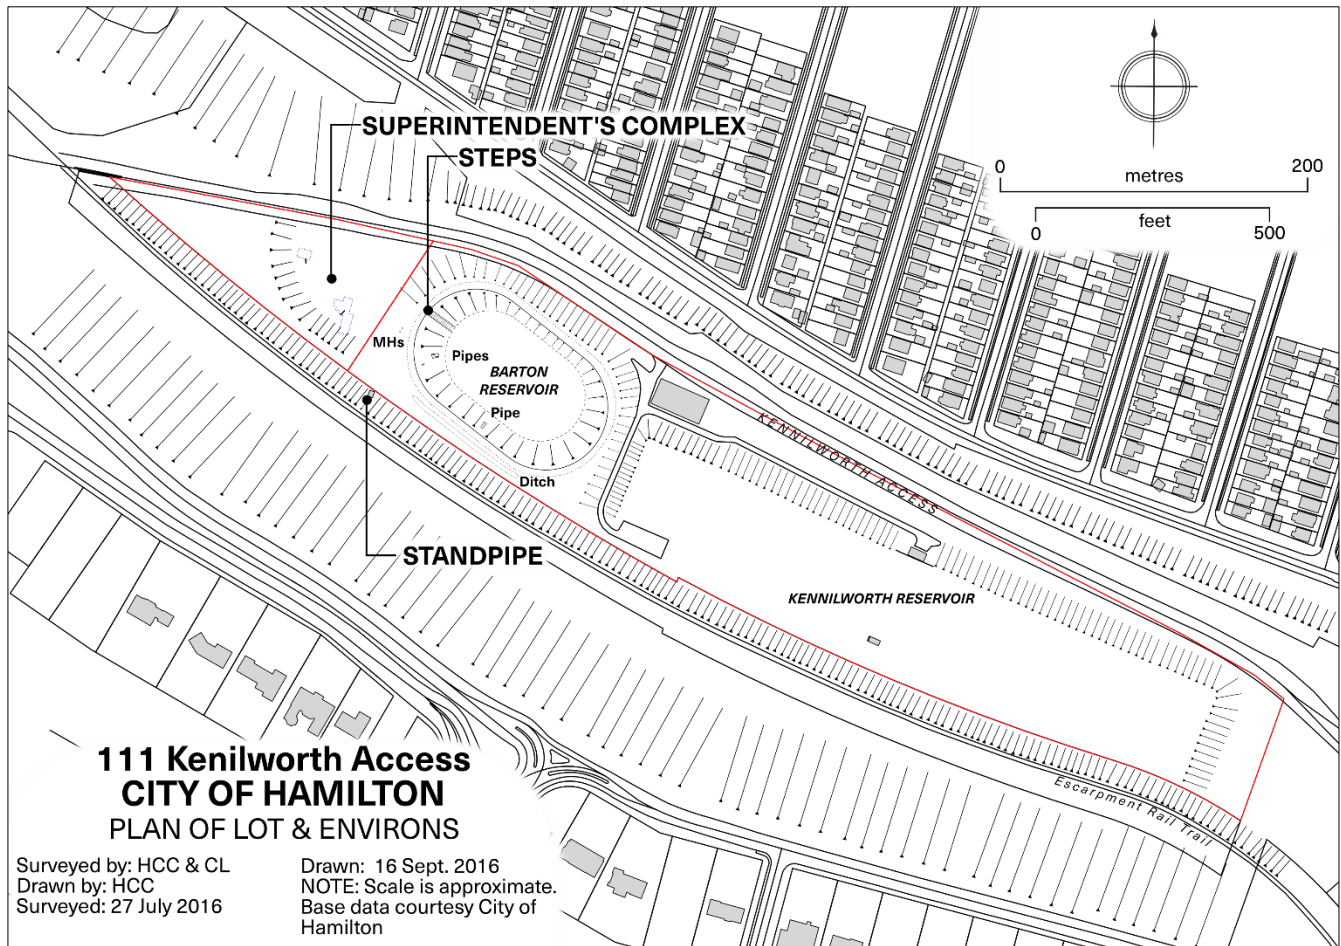 SUPERINTENDENT'S COMPLEX
STEPS
0 200
metres
feet
0 500
MHs
Pipes
BARTON
RESERVOIR
Pipe
Ditch
KENNILWORTH ACCESS
STANDPIPE
KENNILWORTH RESERVOIR
Escarpment Rail Trail
111 Kenilworth Access
CITY OF HAMILTON
PLAN OF LOT & ENVIRONS
Surveyed by: HCC & CL
Drawn by: HCC
Surveyed: 27 July 2016
Drawn: 16 Sept. 2016
NOTE: Scale is approximate.
Base data courtesy City of
Hamilton